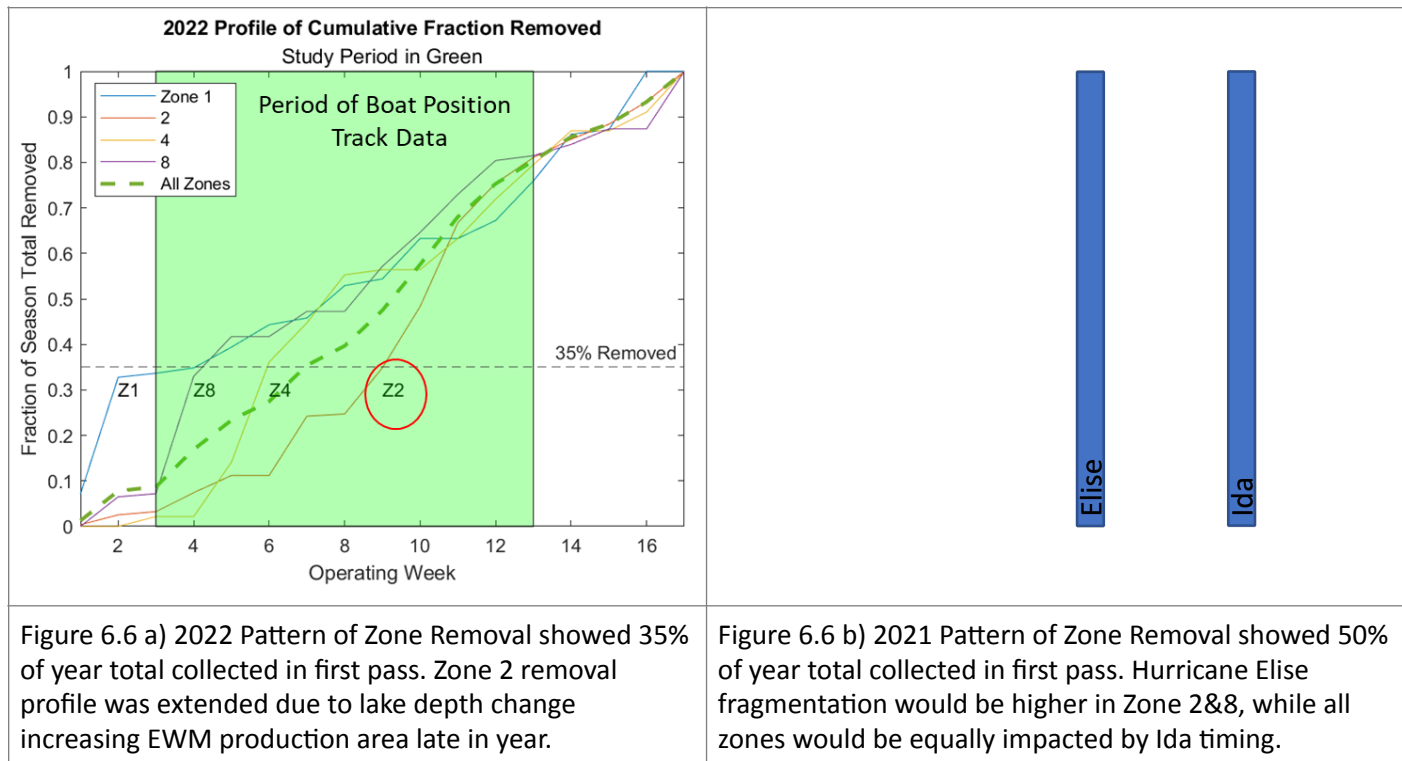 2022 Profile of Cumulative Fraction Removed
Study Period in Green
Period of Boat Position
Track Data
Zone 1
2
4
8
All Zones
1
0.9
0.8
0.7
0.6
0.5
0.4
0.3
0.2
0.1
0
Fraction of Season Total Removed
35% Removed
Z1
Z8
Z4
Z2
2
4
6
8
10
12
14
16
Operating Week
Elise
Ida
Figure 6.6 a) 2022 Pattern of Zone Removal showed 35%
of year total collected in first pass. Zone 2 removal
profile was extended due to lake depth change
increasing EWM production area late in year.
Figure 6.6 b) 2021 Pattern of Zone Removal showed 50%
of year total collected in first pass. Hurricane Elise
fragmentation would be higher in Zone 2&8, while all
zones would be equally impacted by Ida timing.